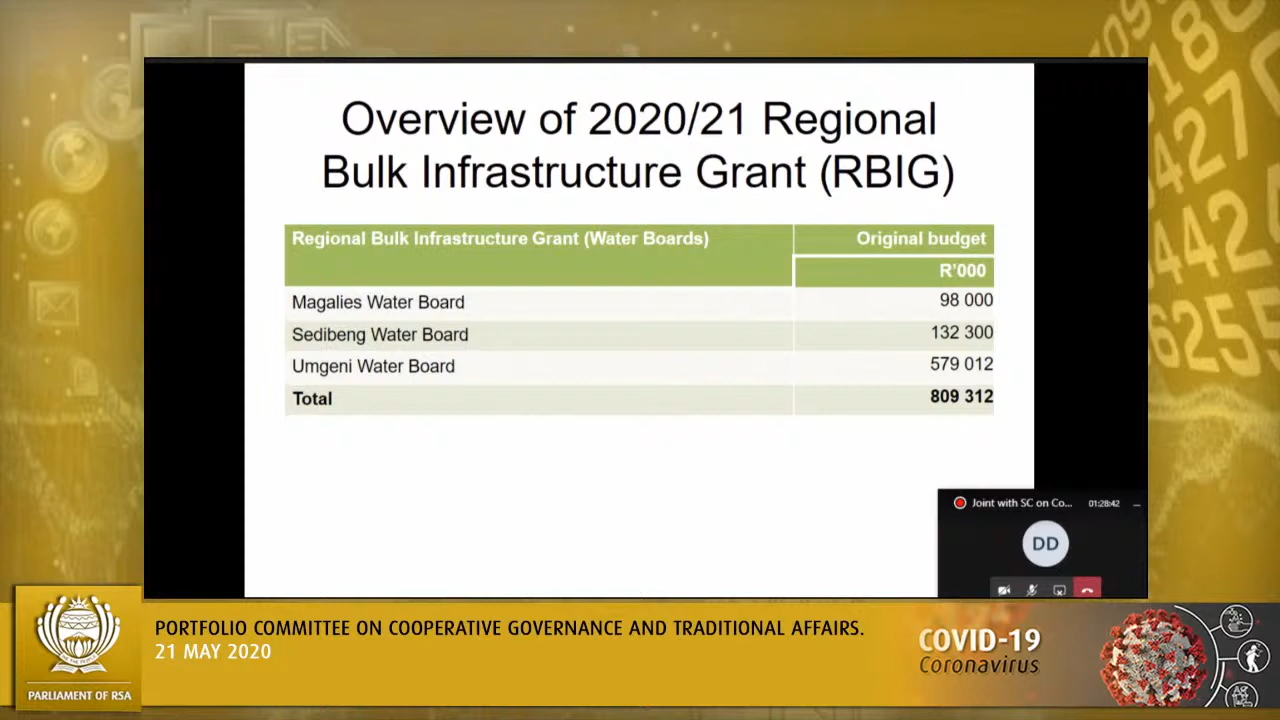 Overview of 2020/21 Regional
Bulk Infrastructure Grant (RBIG)
Regional Bulk Infrastructure Grant (Water Boards) Original budget
R'000
Magalies Water Board 98 000
Sedibeng Water Board 132 300
Umgeni Water Board 579 012
Total 809 312
Joint with SC on Co... 01:28:42
DD
PORTFOLIO COMMITTEE ON COOPERATIVE GOVERNANCE AND TRADITIONAL AFFAIRS.
21 MAY 2020
COVID-19
Coronavirus
PARLIAMENT OF RSA